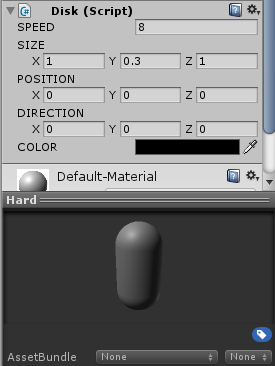 Disk (Script)
SPEED 8
SIZE
X 1 Y 0.3 Z 1
POSITION
X 0 Y 0 Z 0
DIRECTION
X 0 Y 0 Z 0
COLOR
Default-Material
Hard
AssetBundle None None